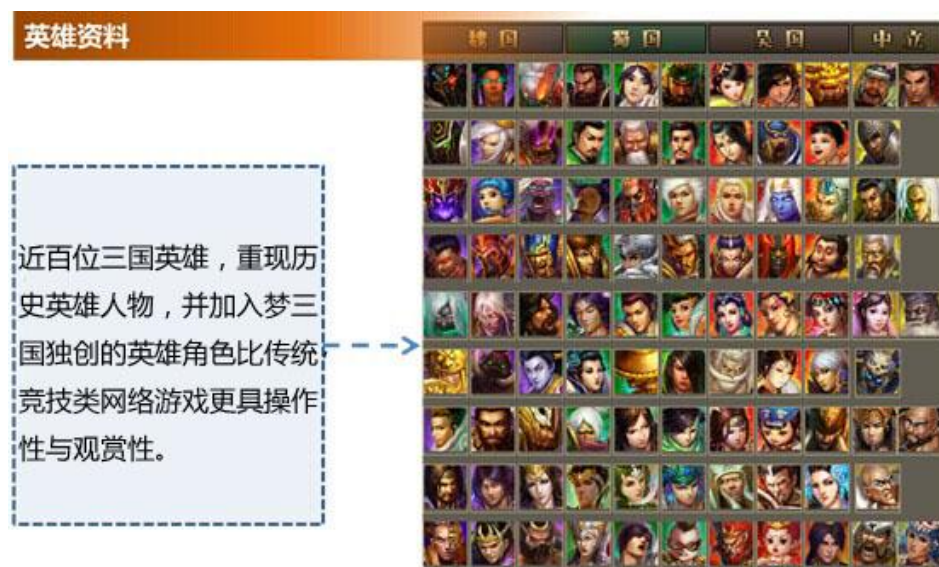 英雄资料
魏国
蜀国
吴国
中立
近百位三国英雄，重现历
史英雄人物，并加入梦三
国独创的英雄角色比传统
竞技类网络游戏更具操作
性与观赏性。